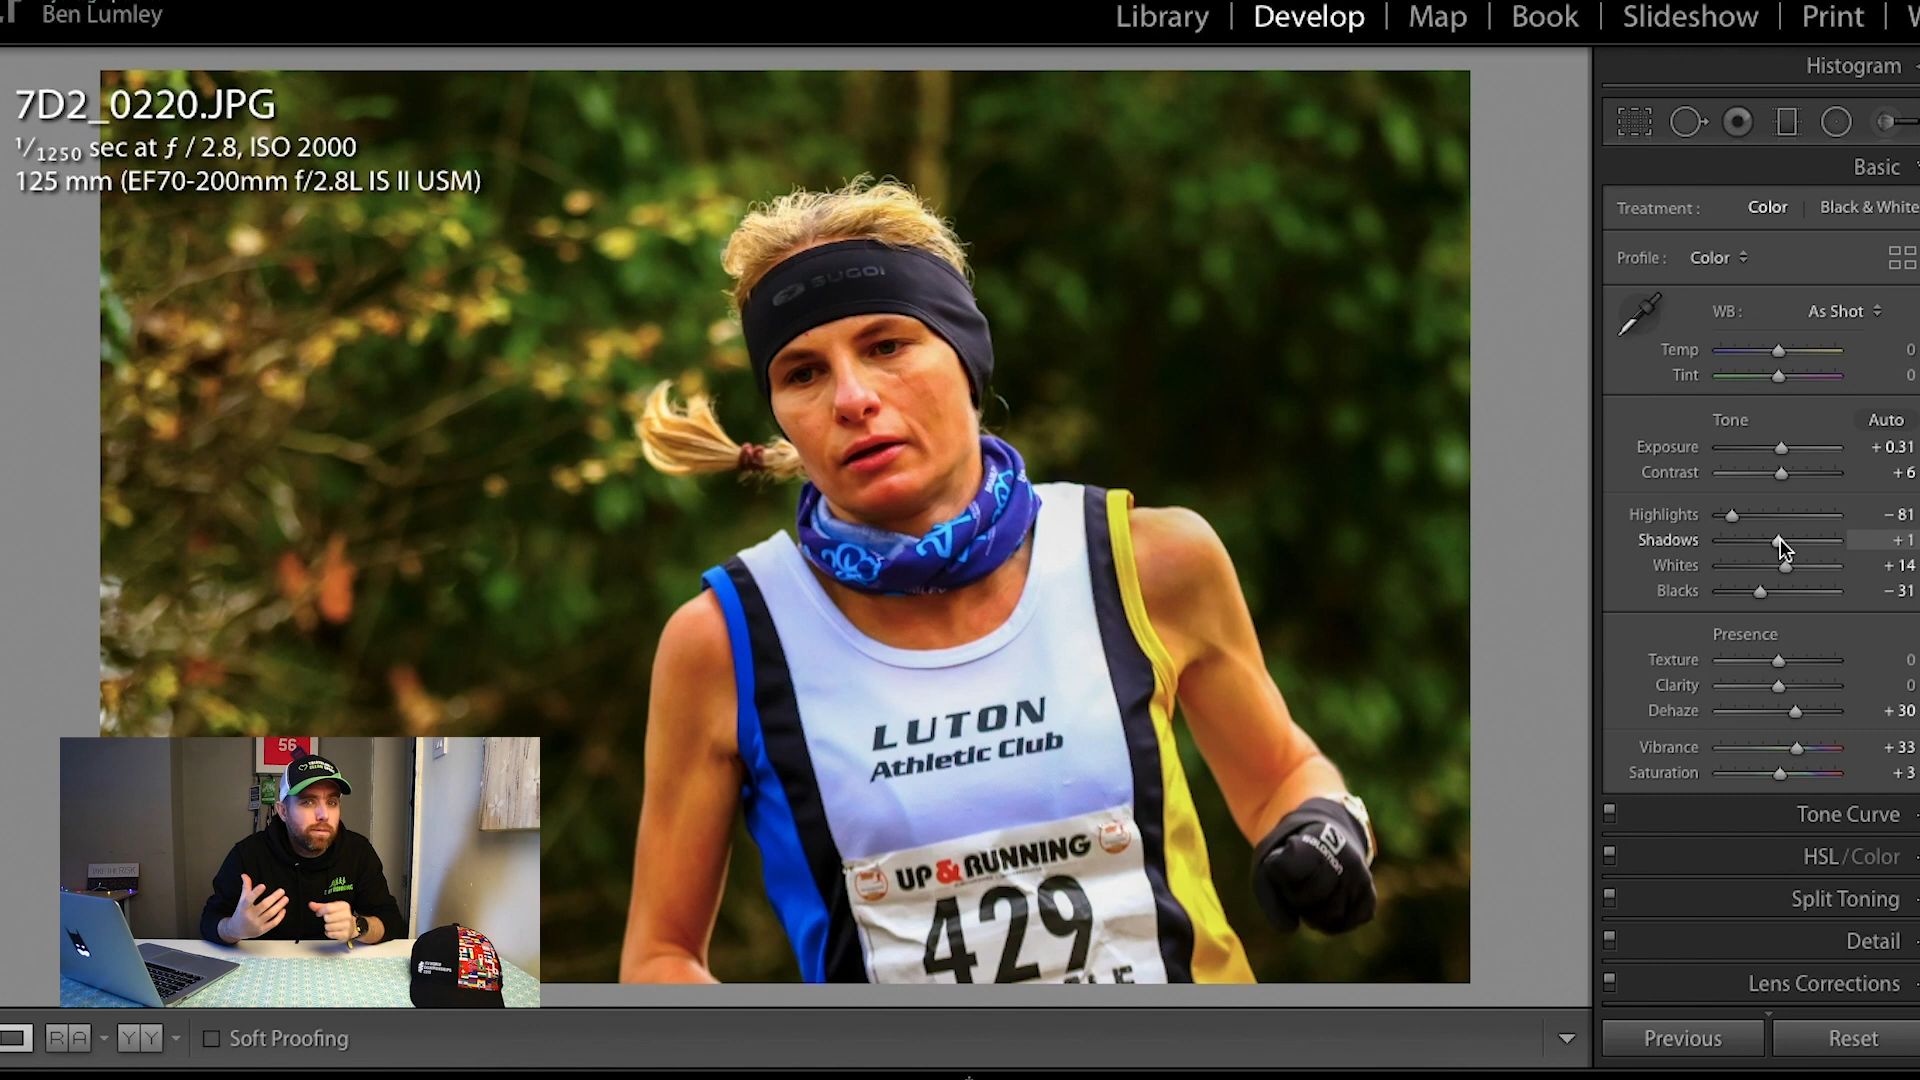 Ben Lumley
Library | Develop | Map | Book | Slideshow | Print |
Histogram
7D2_0220.JPG
1/1250 sec at ƒ / 2.8, ISO 2000
125 mm (EF70-200mm f/2.8L IS II USM)
Basic
Treatment : Color | Black & White
Profile : Color
WB : As Shot
Temp 0
Tint 0
Tone Auto
Exposure + 0.31
Contrast + 6
Highlights − 81
Shadows + 1
Whites + 14
Blacks − 31
Presence
Texture 0
Clarity 0
Dehaze + 30
Vibrance + 33
Saturation + 3
Tone Curve
HSL / Color
Split Toning
Detail
Lens Corrections
Previous Reset
SUGOI
LUTON
Athletic Club
UP & RUNNING
429
salomon
56
R A
Y Y
Soft Proofing